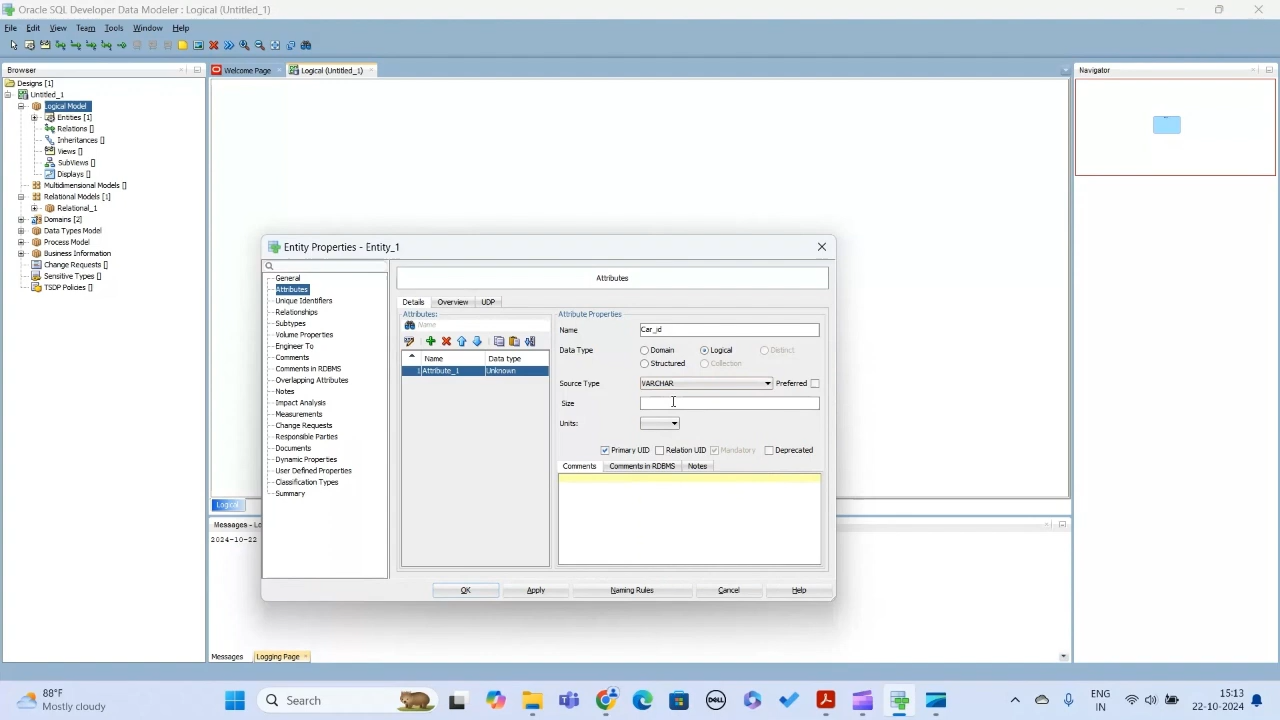 Oracle SQL Developer Data Modeler : Logical (Untitled_1)
File Edit View Team Tools Window Help
Browser
Designs [1]
Untitled_1
Logical Model
Entities [1]
Relations []
Inheritances []
Views []
SubViews []
Displays []
Multidimensional Models []
Relational Models [1]
Relational_1
Domains [2]
Data Types Model
Process Model
Business Information
Change Requests []
Sensitive Types []
TSDP Policies []
Welcome Page
Logical (Untitled_1)
Navigator
Entity Properties - Entity_1
General
Attributes
Unique Identifiers
Relationships
Subtypes
Volume Properties
Engineer To
Comments
Comments in RDBMS
Overlapping Attributes
Notes
Impact Analysis
Measurements
Change Requests
Responsible Parties
Documents
Dynamic Properties
User Defined Properties
Classification Types
Summary
Attributes
Details Overview UDP
Attributes:
Name
Name Data type
1 Attribute_1 Unknown
Attribute Properties
Name Car_id
Data Type Domain Logical Distinct
Structured Collection
Source Type VARCHAR Preferred
Size
Units:
Primary UID Relation UID Mandatory Deprecated
Comments Comments in RDBMS Notes
OK Apply Naming Rules Cancel Help
Logical
Messages - Lo
2024-10-22
Messages Logging Page
88°F
Mostly cloudy
Search
DELL
ENG
IN
15:13
22-10-2024